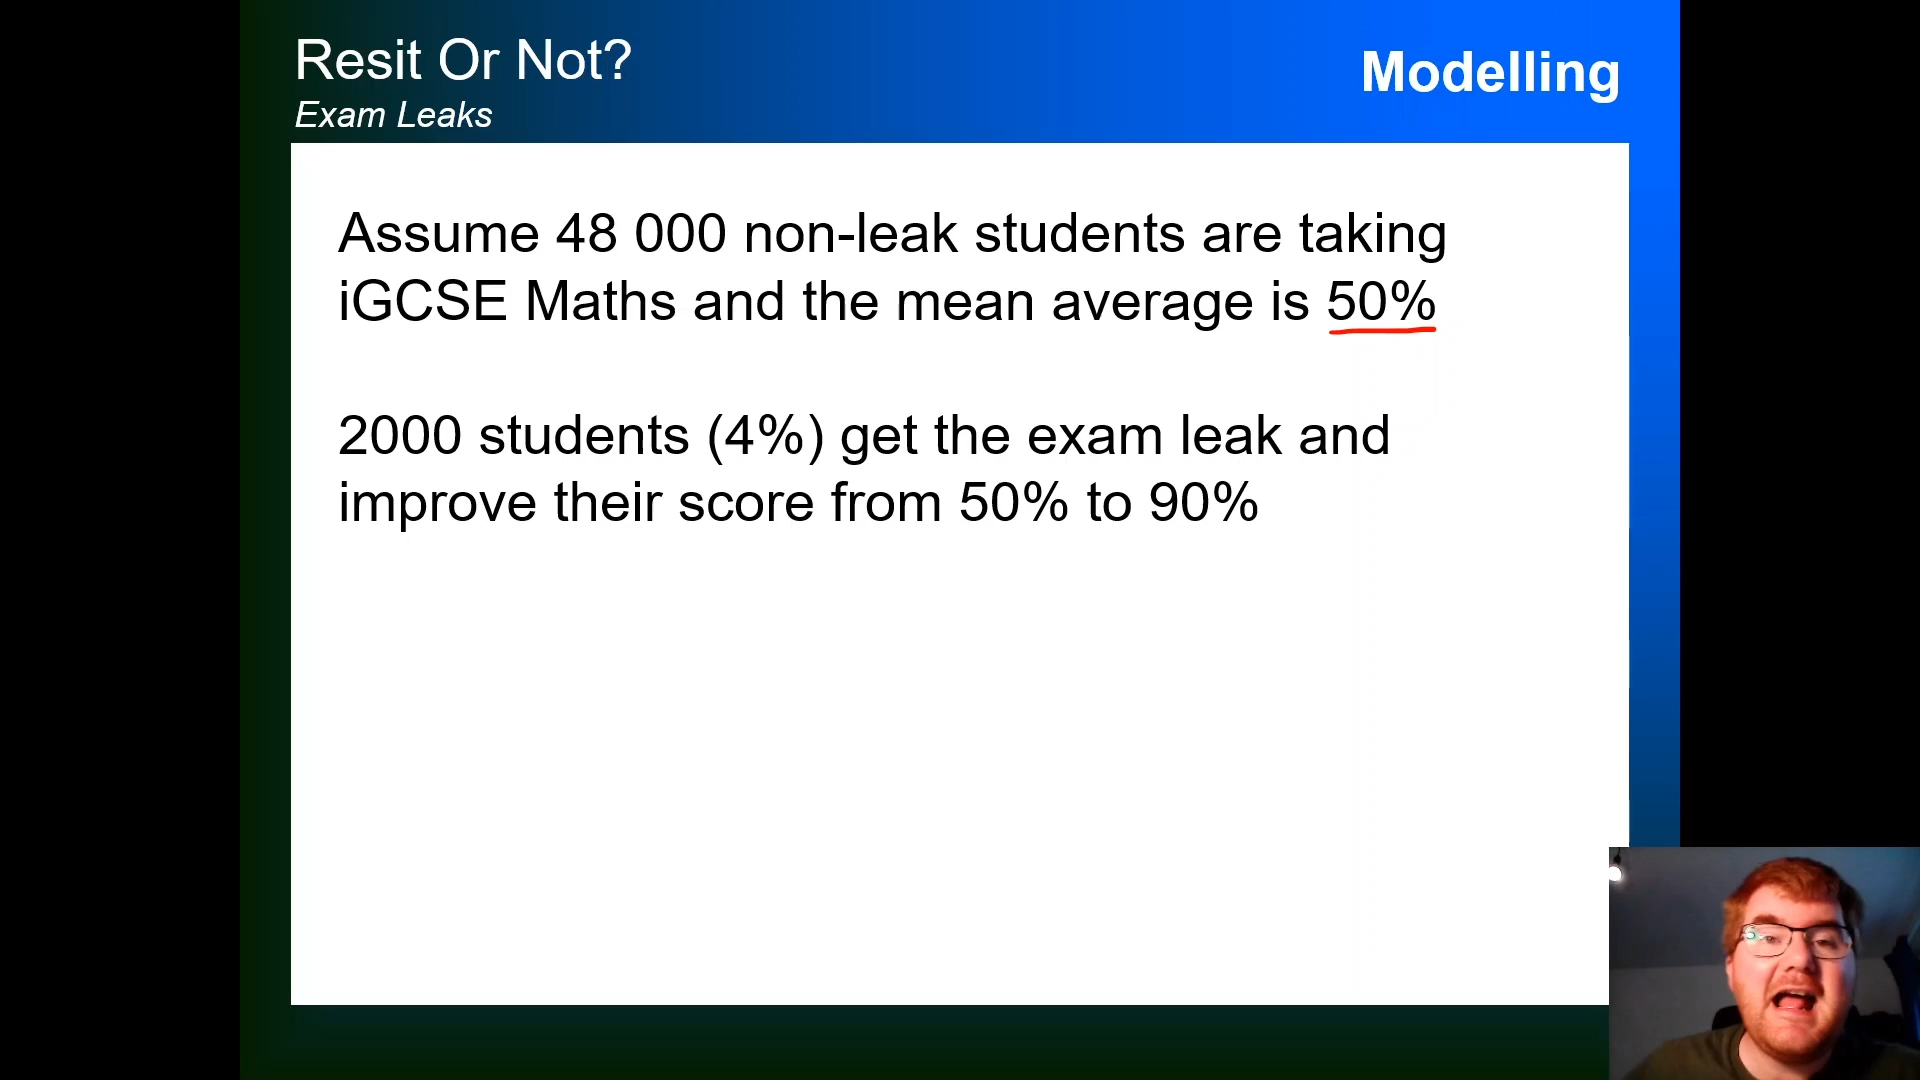 Resit Or Not?
Modelling
Exam Leaks
Assume 48 000 non-leak students are taking
iGCSE Maths and the mean average is 50%
2000 students (4%) get the exam leak and
improve their score from 50% to 90%